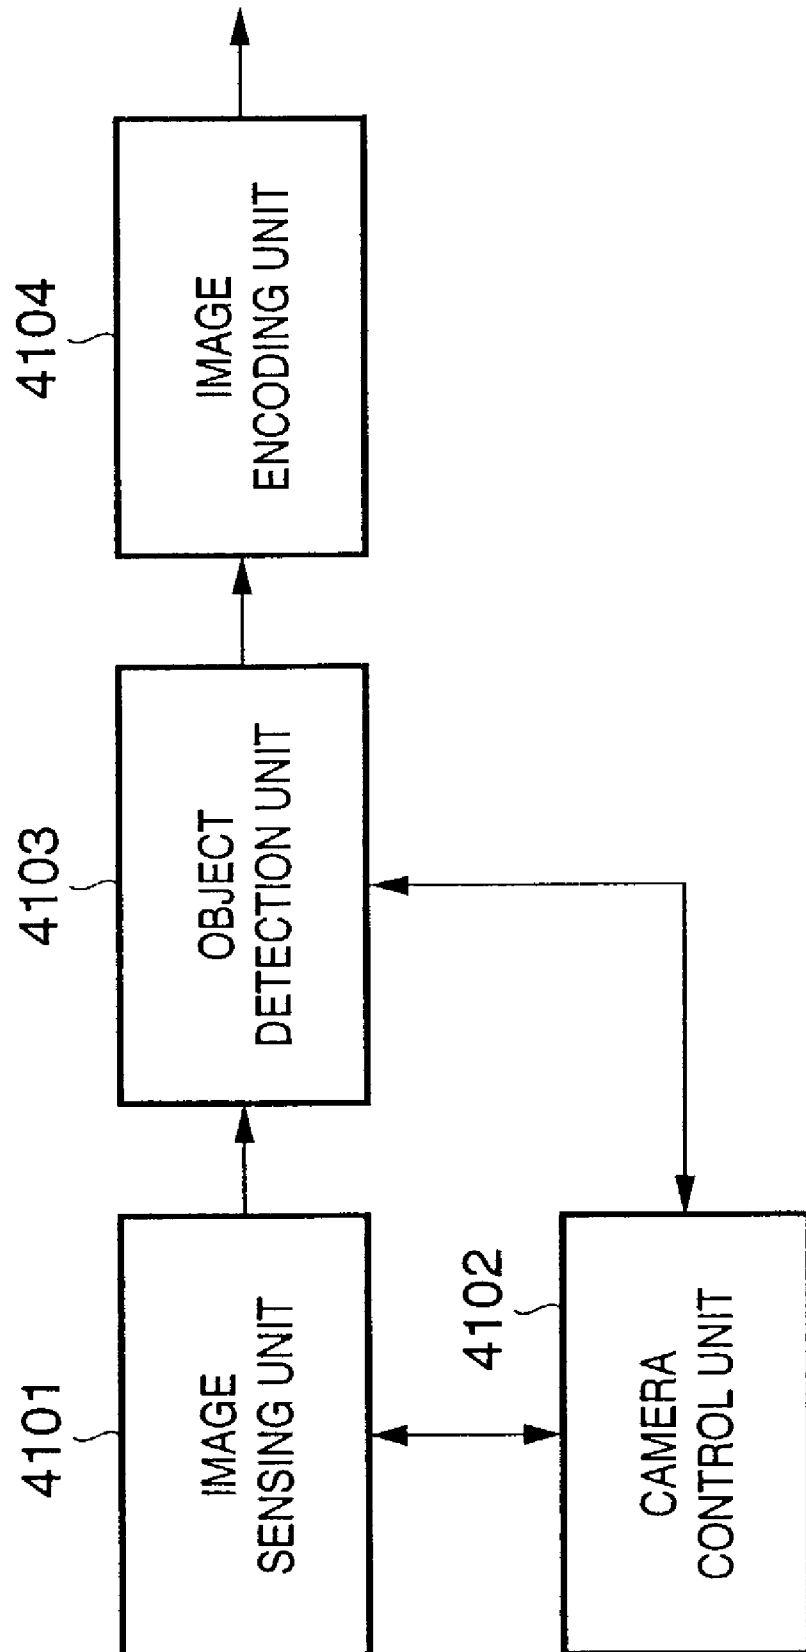 4101
IMAGE
SENSING UNIT
4103
OBJECT
DETECTION UNIT
4104
IMAGE
ENCODING UNIT
4102
CAMERA
CONTROL UNIT